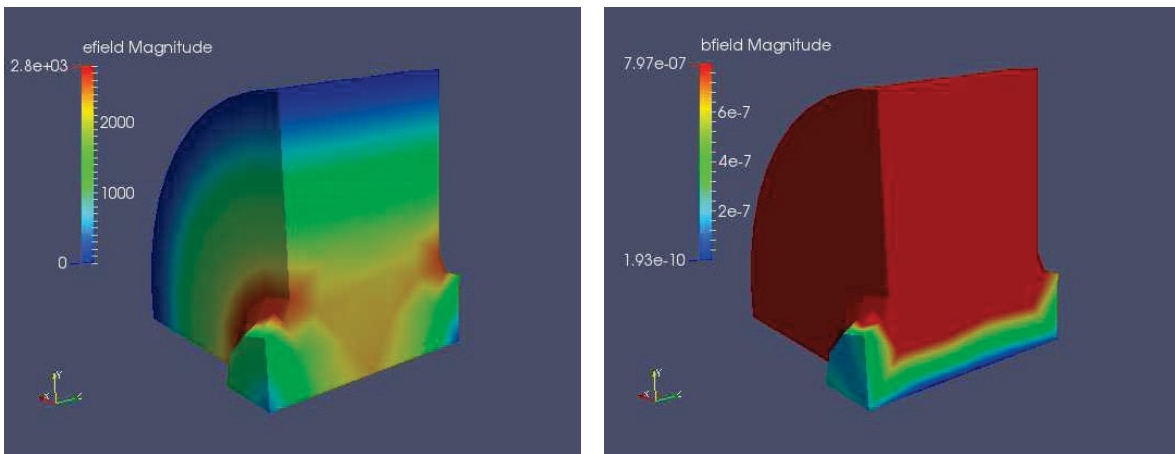 efield Magnitude
2.8e+03
2000
1000
0
Y
X
Z
bfield Magnitude
7.97e-07
6e-7
4e-7
2e-7
1.93e-10
Y
X
Z